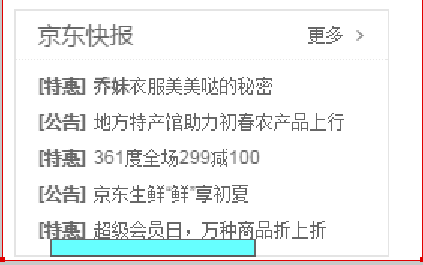 京东快报
更多 >
[特惠] 乔妹衣服美美哒的秘密
[公告] 地方特产馆助力初春农产品上行
[特惠] 361度全场299减100
[公告] 京东生鲜“鲜”享初夏
[特惠] 超级会员日，万种商品折上折